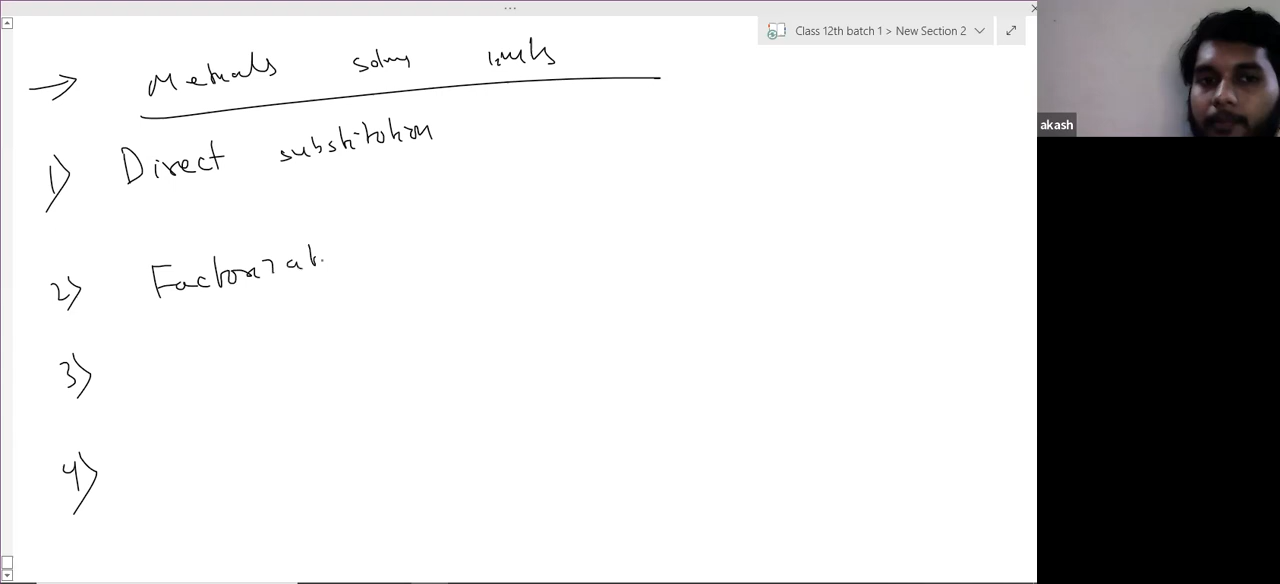 ...
Class 12th batch 1 > New Section 2
akash
→ Methods solving limits
1) Direct substitution
2) Factorizat
3)
4)